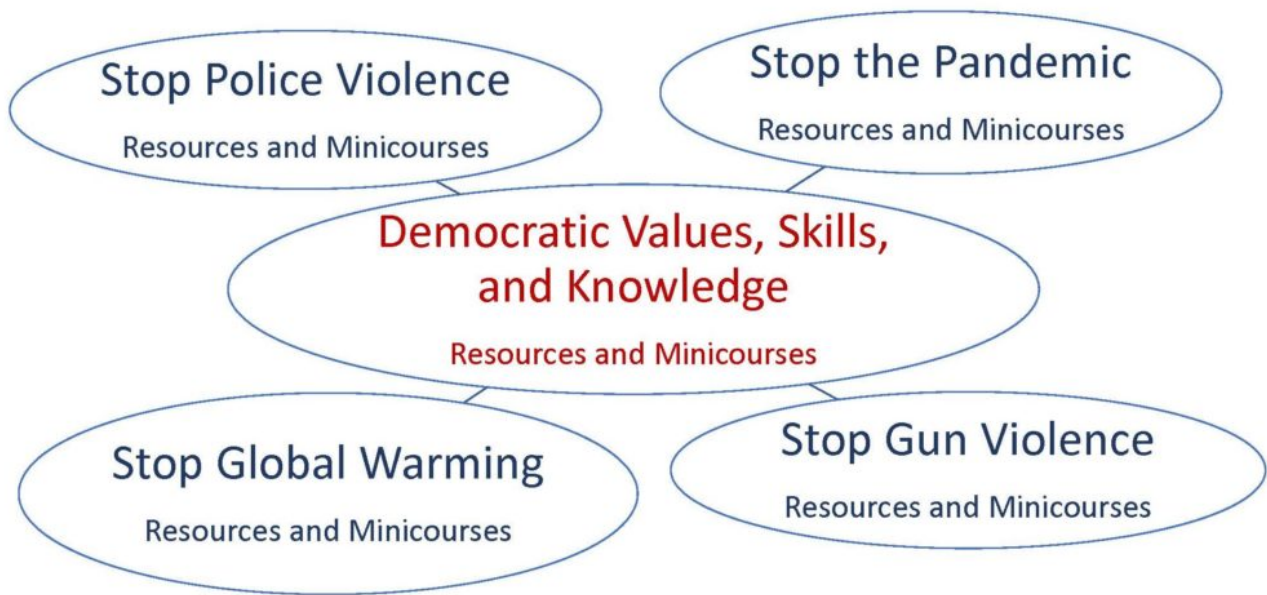 Stop Police Violence
Resources and Minicourses
Stop the Pandemic
Resources and Minicourses
Democratic Values, Skills,
and Knowledge
Resources and Minicourses
Stop Global Warming
Resources and Minicourses
Stop Gun Violence
Resources and Minicourses